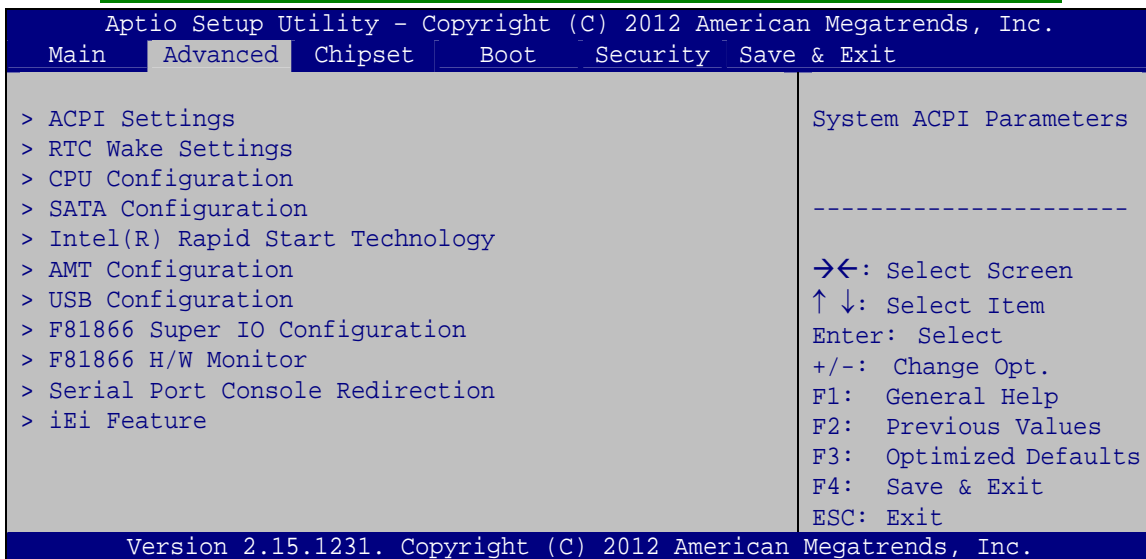 Aptio Setup Utility – Copyright (C) 2012 American Megatrends, Inc.
Main Advanced Chipset Boot Security Save & Exit
> ACPI Settings
> RTC Wake Settings
> CPU Configuration
> SATA Configuration
> Intel(R) Rapid Start Technology
> AMT Configuration
> USB Configuration
> F81866 Super IO Configuration
> F81866 H/W Monitor
> Serial Port Console Redirection
> iEi Feature
System ACPI Parameters
----------------------
→←: Select Screen
↑ ↓: Select Item
Enter: Select
+/-: Change Opt.
F1: General Help
F2: Previous Values
F3: Optimized Defaults
F4: Save & Exit
ESC: Exit
Version 2.15.1231. Copyright (C) 2012 American Megatrends, Inc.